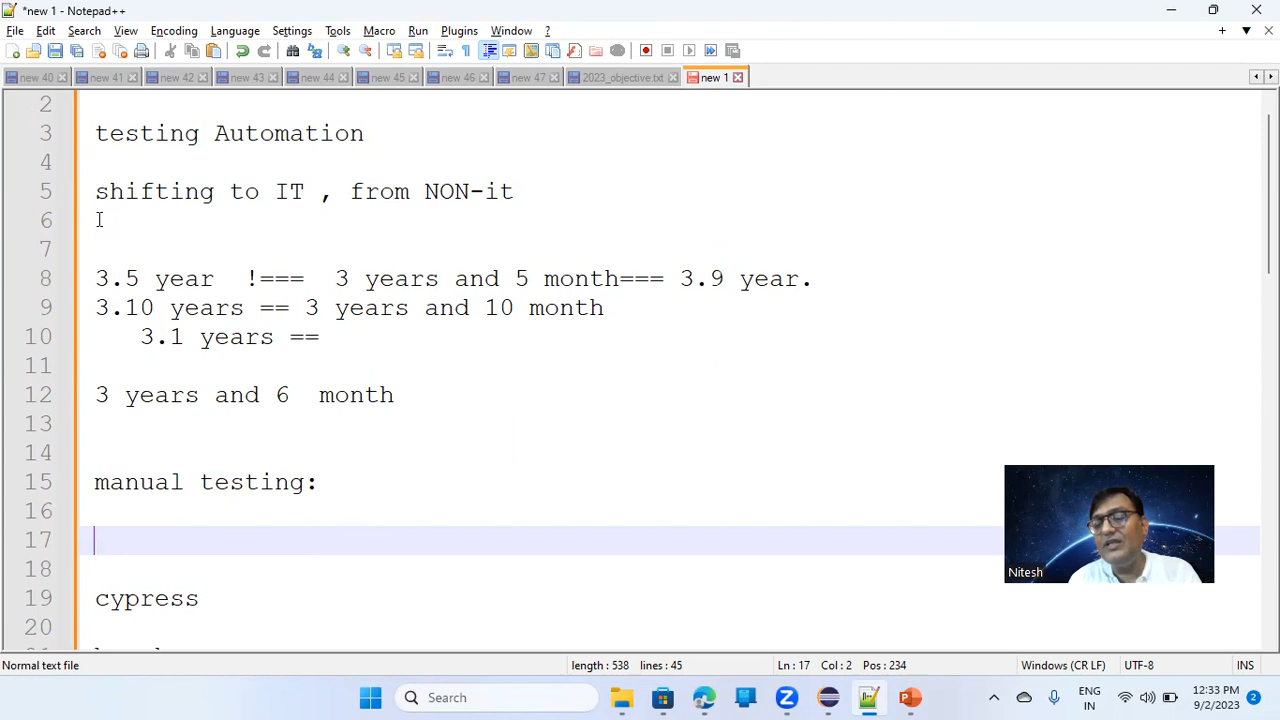 *new 1 - Notepad++
File Edit Search View Encoding Language Settings Tools Macro Run Plugins Window ?
new 40 new 41 new 42 new 43 new 44 new 45 new 46 new 47 2023_objective.txt new 1
2
3 testing Automation
4
5 shifting to IT , from NON-it
6
7
8 3.5 year !=== 3 years and 5 month=== 3.9 year.
9 3.10 years == 3 years and 10 month
10 3.1 years ==
11
12 3 years and 6 month
13
14
15 manual testing:
16
17
18
19 cypress
20
Nitesh
Normal text file length : 538 lines : 45 Ln : 17 Col : 2 Pos : 234 Windows (CR LF) UTF-8 INS
Search
ENG
IN
12:33 PM
9/2/2023
2